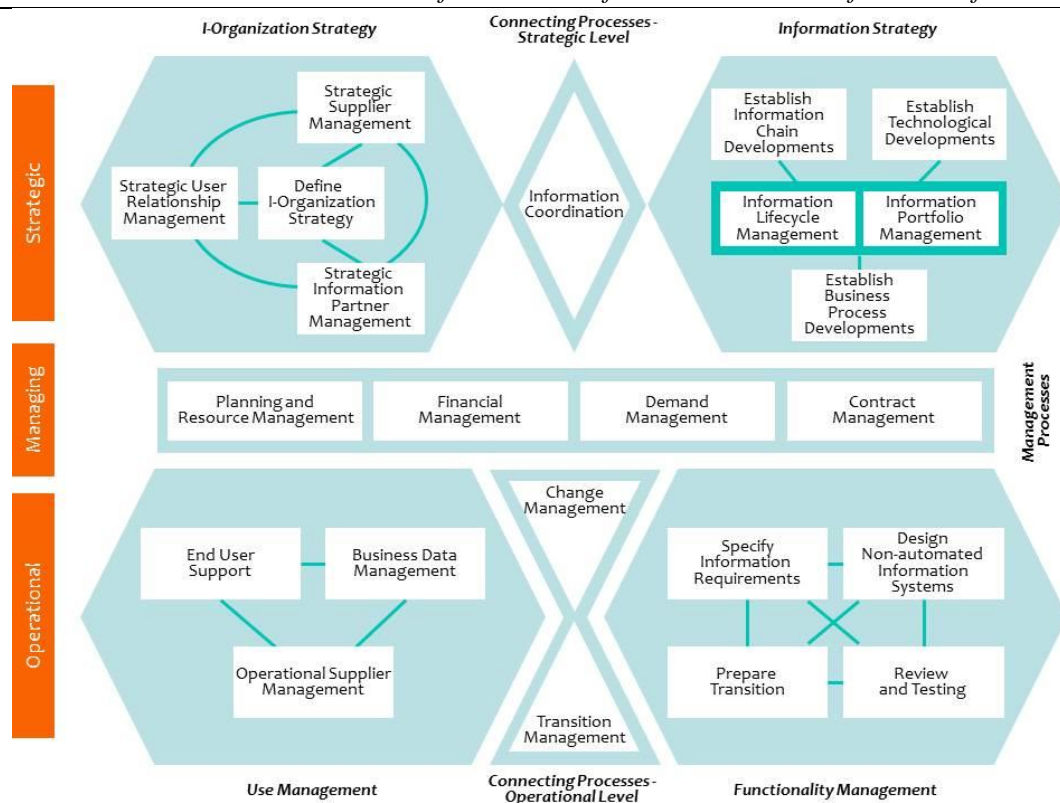 I-Organization Strategy
Connecting Processes -
Strategic Level
Information Strategy
Strategic
Strategic
Supplier
Management
Strategic User
Relationship
Management
Define
I-Organization
Strategy
Strategic
Information
Partner
Management
Information
Coordination
Establish
Information
Chain
Developments
Establish
Technological
Developments
Information
Lifecycle
Management
Information
Portfolio
Management
Establish
Business
Process
Developments
Managing
Planning and
Resource Management
Financial
Management
Demand
Management
Contract
Management
Management
Processes
Operational
End User
Support
Business Data
Management
Operational Supplier
Management
Change
Management
Transition
Management
Specify
Information
Requirements
Design
Non-automated
Information
Systems
Prepare
Transition
Review
and Testing
Use Management
Connecting Processes -
Operational Level
Functionality Management